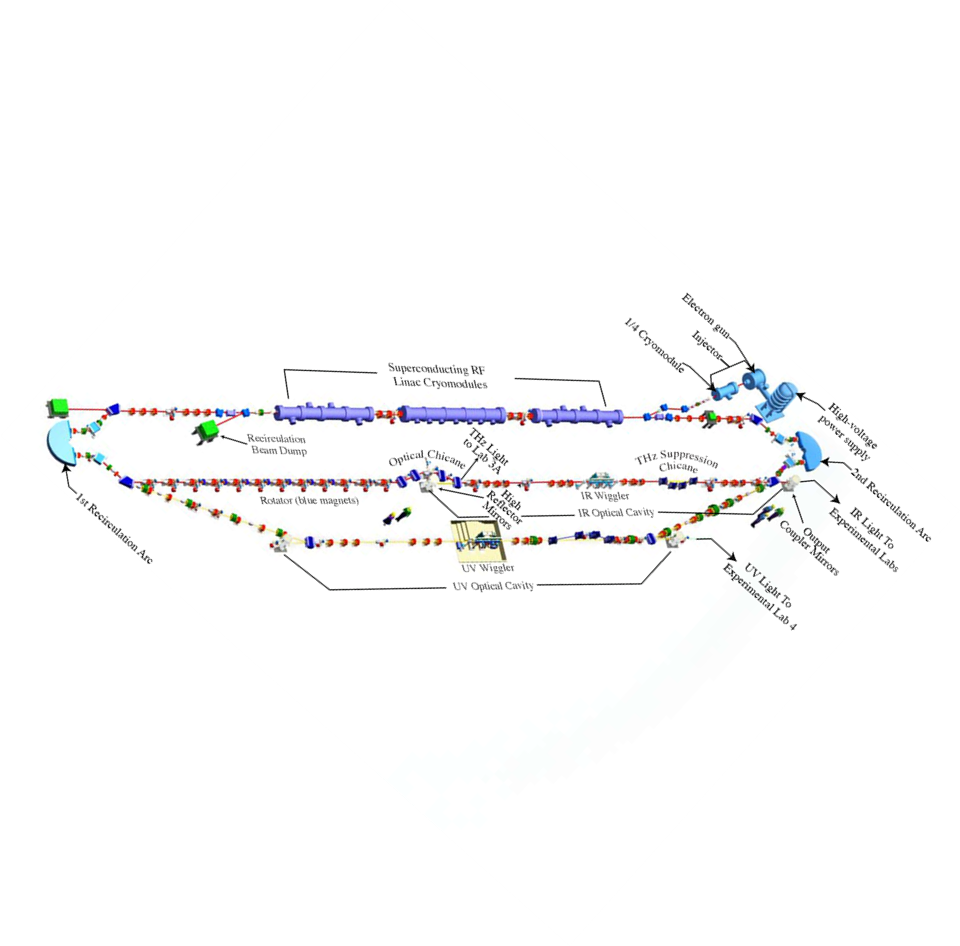 Electron gun
Injector
1/4 Cryomodule
Superconducting RF
Linac Cryomodules
High-voltage
power supply
Recirculation
Beam Dump
THz Light
to Lab 3A
Optical Chicane
THz Suppression
Chicane
2nd Recirculation Arc
1st Recirculation Arc
Rotator (blue magnets)
High
Reflector
Mirrors
IR Wiggler
IR Optical Cavity
IR Light To
Experimental Labs
Output
Coupler Mirrors
UV Wiggler
UV Optical Cavity
UV Light To
Experimental Lab 4